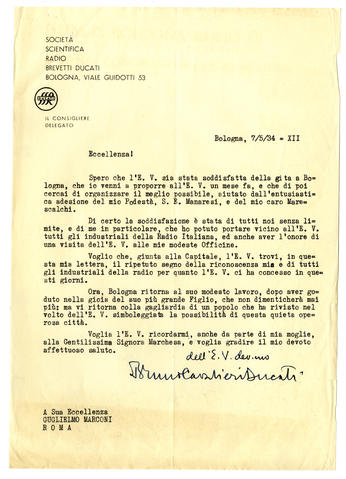 SOCIETÀ
SCIENTIFICA
RADIO
BREVETTI DUCATI
BOLOGNA, VIALE GUIDOTTI 53
IL CONSIGLIERE
DELEGATO
Bologna, 7/5/34 - XII
Eccellenza!
Spero che l'E. V. sia stata soddisfatta della gita a Bo-
logna, che io venni a proporre all'E. V. un mese fa, e che di poi
cercai di organizzare il meglio possibile, aiutato dall'entusiasti-
ca adesione del mio Podestà, S. E. Manaresi, e del mio caro Mare-
scalchi.
Di certo la soddisfazione è stata di tutti noi senza li-
mite, e di me in particolare, che ho potuto portare vicino all'E. V.
tutti gli industriali della Radio Italiana, ed anche aver l'onore di
una visita dell'E. V. alle mie modeste Officine.
Voglio che, giunta alla Capitale, l'E. V. trovi, in que-
sta mia lettera, il ripetuto segno della riconoscenza mia e di tutti
gli industriali della radio per quanto l'E. V. ci ha concesso in que-
sti giorni.
Ora, Bologna ritorna al suo modesto lavoro, dopo aver go-
duto nella gioia del suo più grande Figlio, che non dimenticherà mai
più; ma vi ritorna colla gagliardia di un popolo che ha rivisto nel
volto dell'E. V. simboleggiata la possibilità di questa quieta ope-
rosa città.
Voglia l'E. V. ricordarmi, anche da parte di mia moglie,
alla Gentilissima Signora Marchesa, e voglia gradire il mio devoto
affettuoso saluto.
dell'E. V. dev.mo
Bruno Cavalieri Ducati
A Sua Eccellenza
GUGLIELMO MARCONI
R O M A